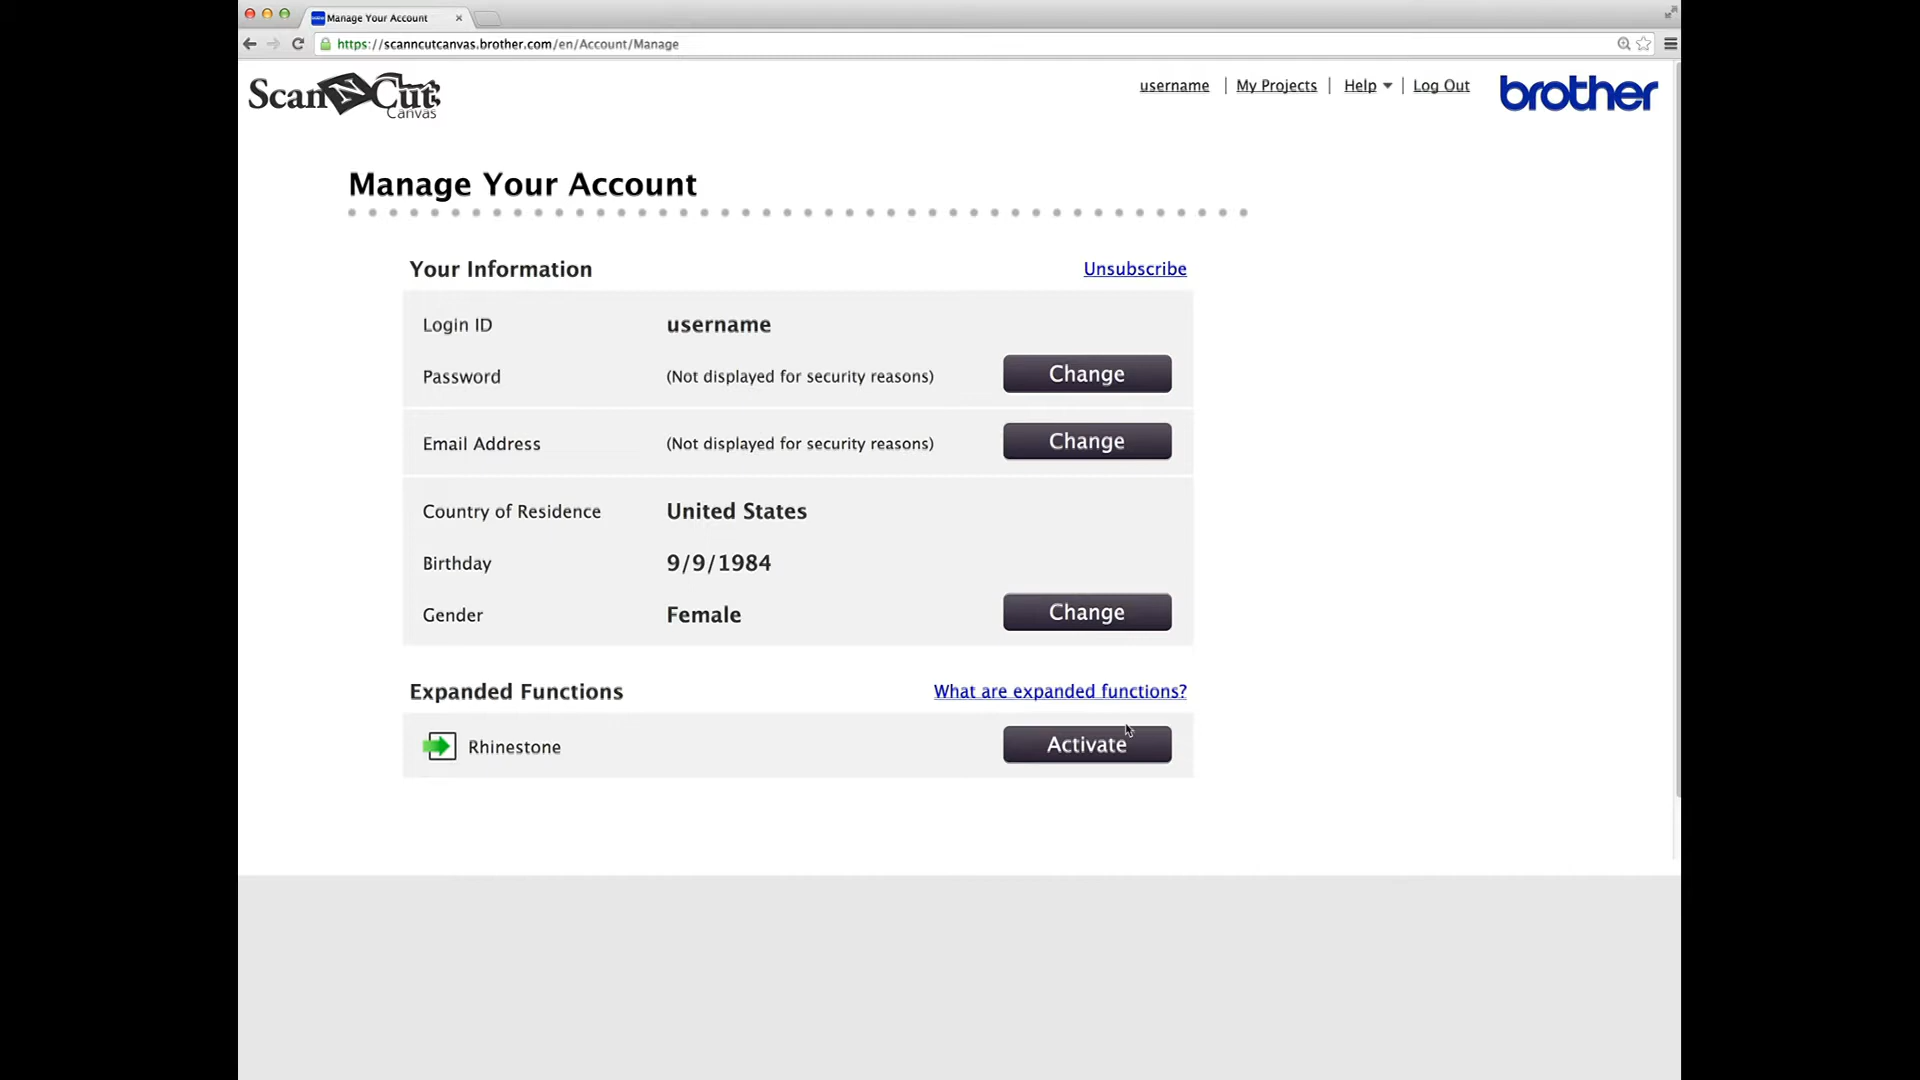 Manage Your Account
https://scanncutcanvas.brother.com/en/Account/Manage
ScanNCut Canvas
username | My Projects | Help | Log Out
brother
Manage Your Account
Your Information
Unsubscribe
Login ID username
Password (Not displayed for security reasons) Change
Email Address (Not displayed for security reasons) Change
Country of Residence United States
Birthday 9/9/1984
Gender Female Change
Expanded Functions What are expanded functions?
Rhinestone Activate